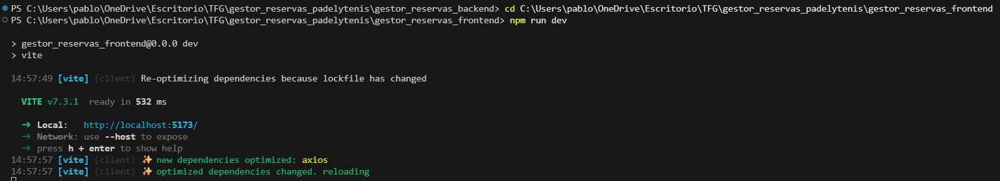 PS C:\Users\pablo\OneDrive\Escritorio\TFG\gestor_reservas_padelytenis\gestor_reservas_backend> cd C:\Users\pablo\OneDrive\Escritorio\TFG\gestor_reservas_padelytenis\gestor_reservas_frontend
PS C:\Users\pablo\OneDrive\Escritorio\TFG\gestor_reservas_padelytenis\gestor_reservas_frontend> npm run dev
> gestor_reservas_frontend@0.0.0 dev
> vite
14:57:49 [vite] (client) Re-optimizing dependencies because lockfile has changed
VITE v7.3.1 ready in 532 ms
➜ Local: http://localhost:5173/
➜ Network: use --host to expose
➜ press h + enter to show help
14:57:57 [vite] (client) ✨ new dependencies optimized: axios
14:57:57 [vite] (client) ✨ optimized dependencies changed. reloading